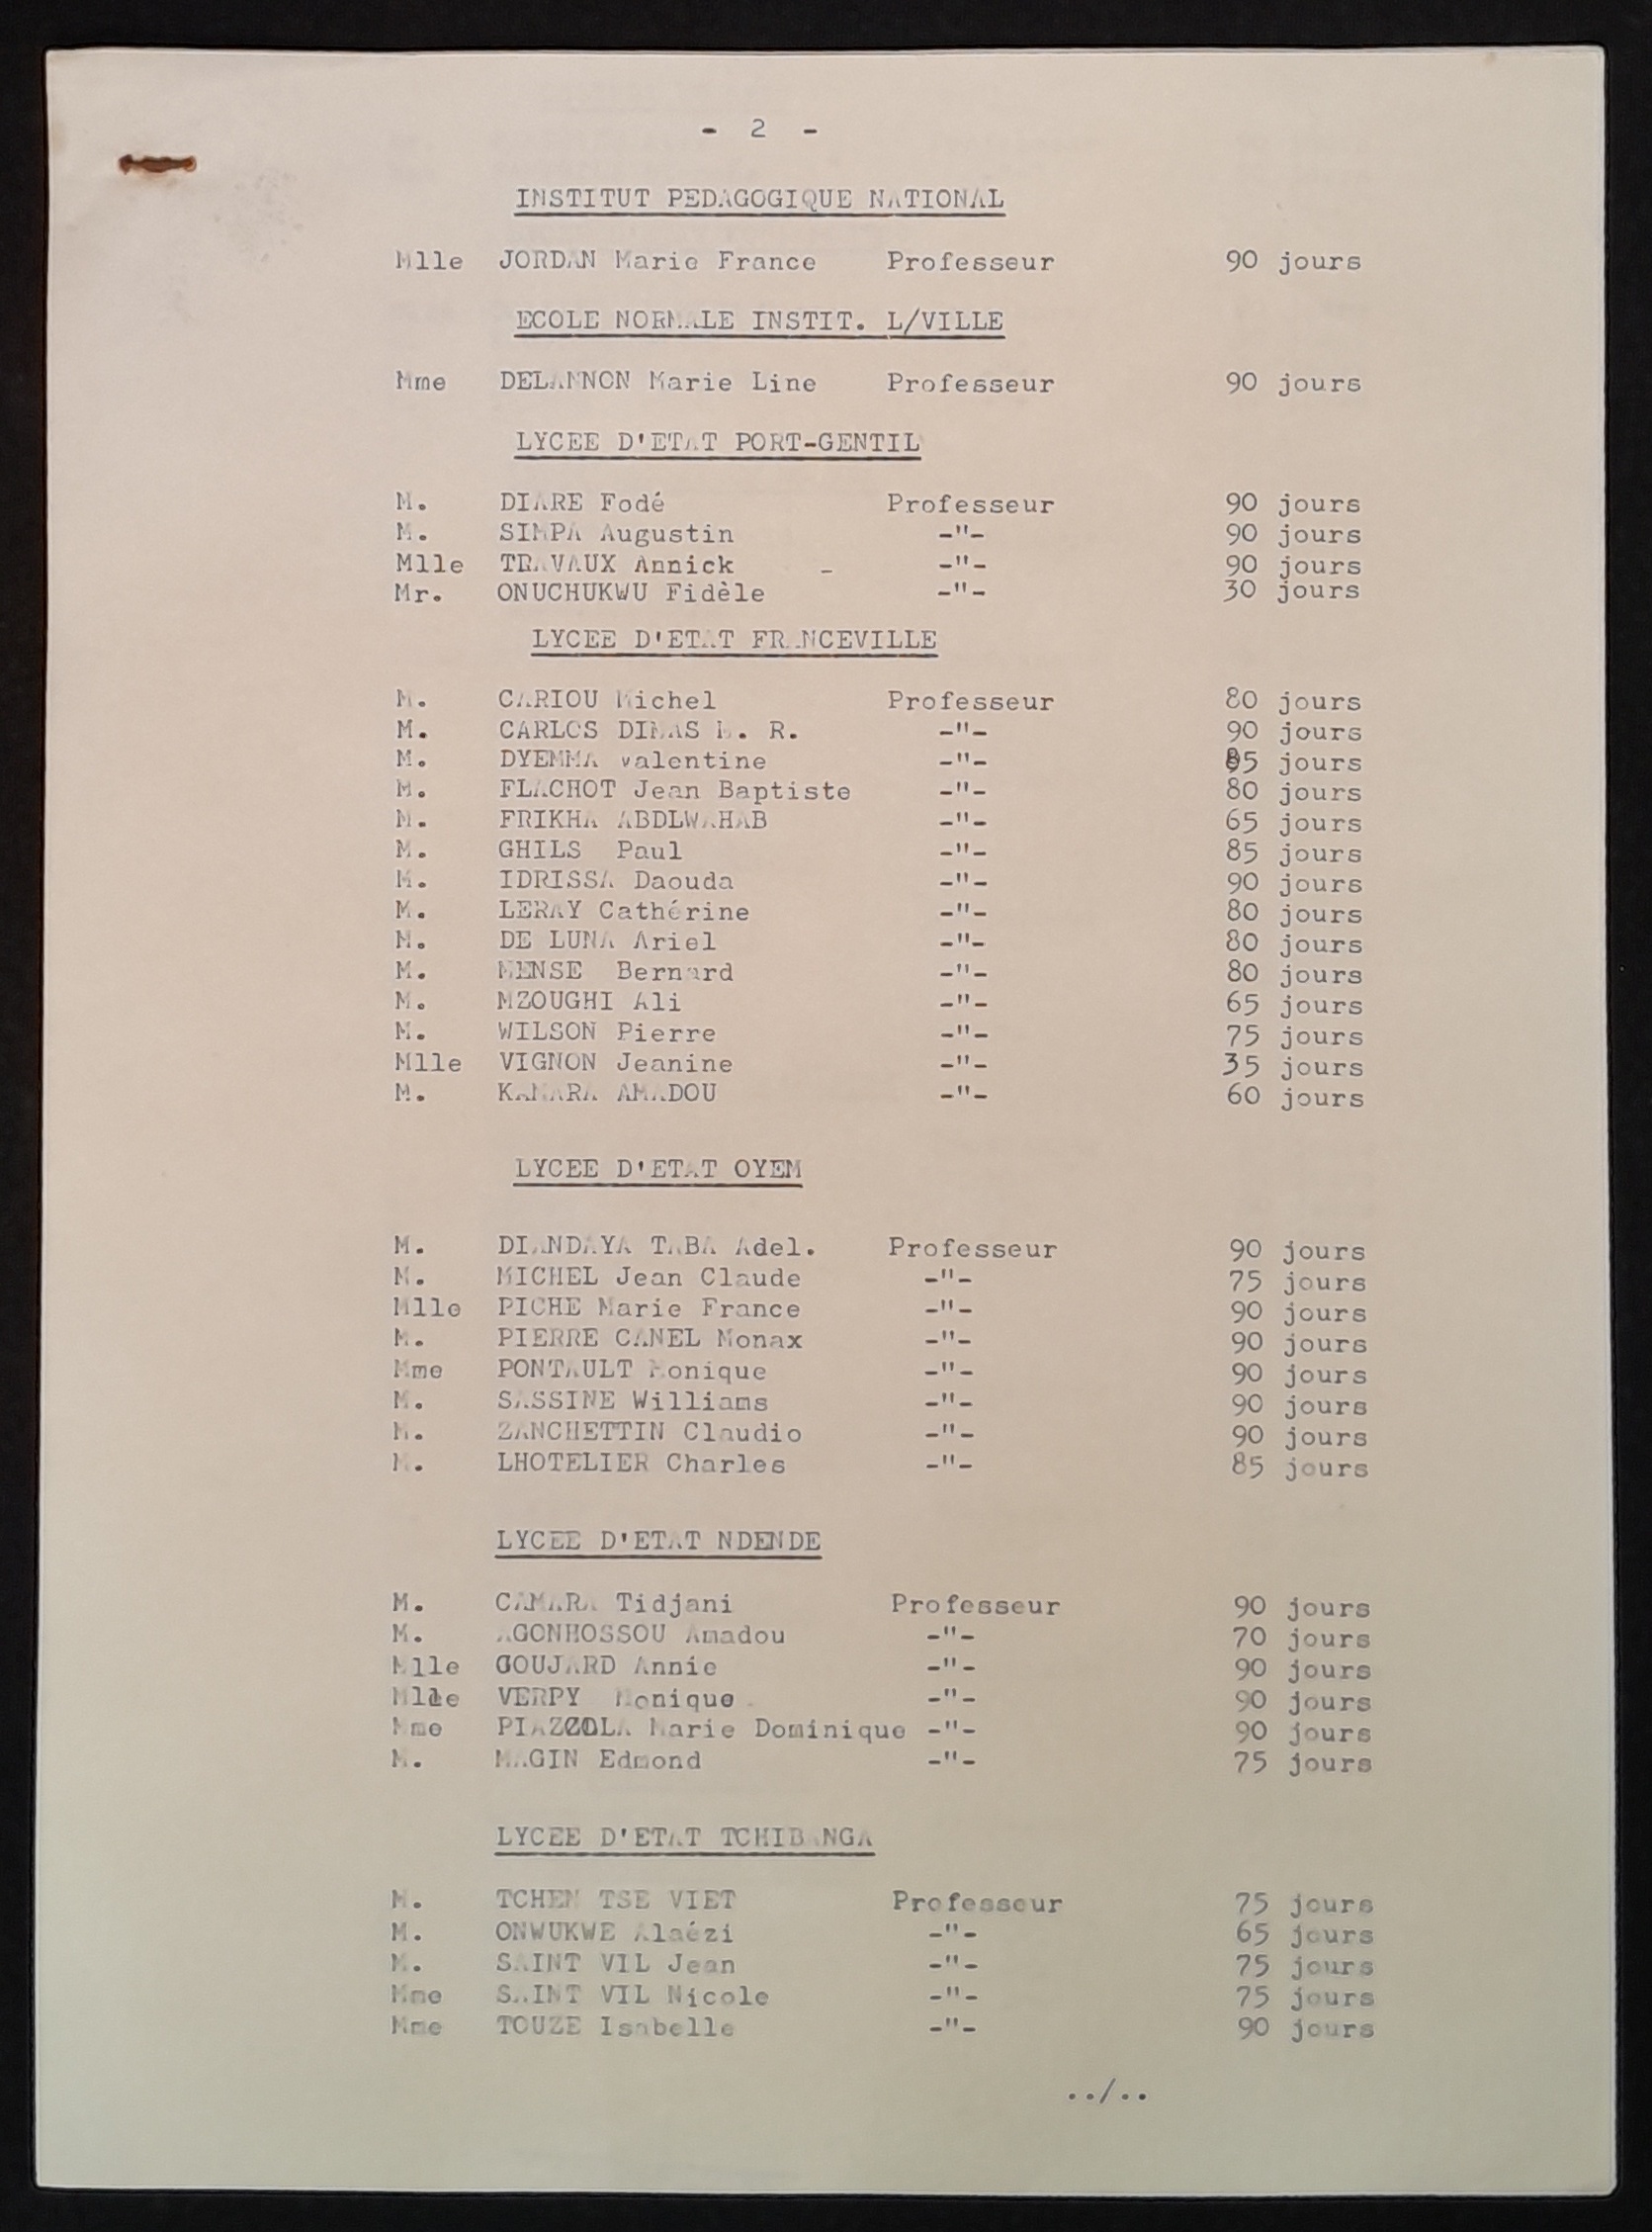 - 2 -
INSTITUT PEDAGOGIQUE NATIONAL
Mlle JORDAN Marie France Professeur 90 jours
ECOLE NORMALE INSTIT. L/VILLE
Mme DELANNON Marie Line Professeur 90 jours
LYCEE D'ETAT PORT-GENTIL
M. DIARE Fodé Professeur 90 jours
M. SIMPA Augustin -"- 90 jours
Mlle TRAVAUX Annick - -"- 90 jours
Mr. ONUCHUKWU Fidèle -"- 30 jours
LYCEE D'ETAT FRANCEVILLE
M. CARIOU Michel Professeur 80 jours
M. CARLOS DIMAS R. -"- 90 jours
M. DYEMMA valentine -"- 85 jours
M. FLACHOT Jean Baptiste -"- 80 jours
M. FRIKHA ABDLWAHAB -"- 65 jours
M. GHILS Paul -"- 85 jours
M. IDRISSA Daouda -"- 90 jours
M. LERAY Cathérine -"- 80 jours
M. DE LUNA Ariel -"- 80 jours
M. MENSE Bernard -"- 80 jours
M. MZOUGHI Ali -"- 65 jours
M. WILSON Pierre -"- 75 jours
Mlle VIGNON Jeanine -"- 35 jours
M. KAMARA AMADOU -"- 60 jours
LYCEE D'ETAT OYEM
M. DIANDAYA TABA Adel. Professeur 90 jours
M. MICHEL Jean Claude -"- 75 jours
Mlle PICHE Marie France -"- 90 jours
M. PIERRE CANEL Monax -"- 90 jours
Mme PONTAULT Monique -"- 90 jours
M. SASSINE Williams -"- 90 jours
M. ZANCHETTIN Claudio -"- 90 jours
M. LHOTELIER Charles -"- 85 jours
LYCEE D'ETAT NDENDE
M. CAMARA Tidjani Professeur 90 jours
M. AGONHOSSOU Amadou -"- 70 jours
Mlle GOUJARD Annie -"- 90 jours
Mlle VERPY Monique -"- 90 jours
Mme PIAZZOLA Marie Dominique -"- 90 jours
M. MAGIN Edmond -"- 75 jours
LYCEE D'ETAT TCHIBANGA
M. TCHEN TSE VIET Professeur 75 jours
M. ONWUKWE Alaézi -"- 65 jours
M. SAINT VIL Jean -"- 75 jours
Mme SAINT VIL Nicole -"- 75 jours
Mme TOUZE Isabelle -"- 90 jours
../..